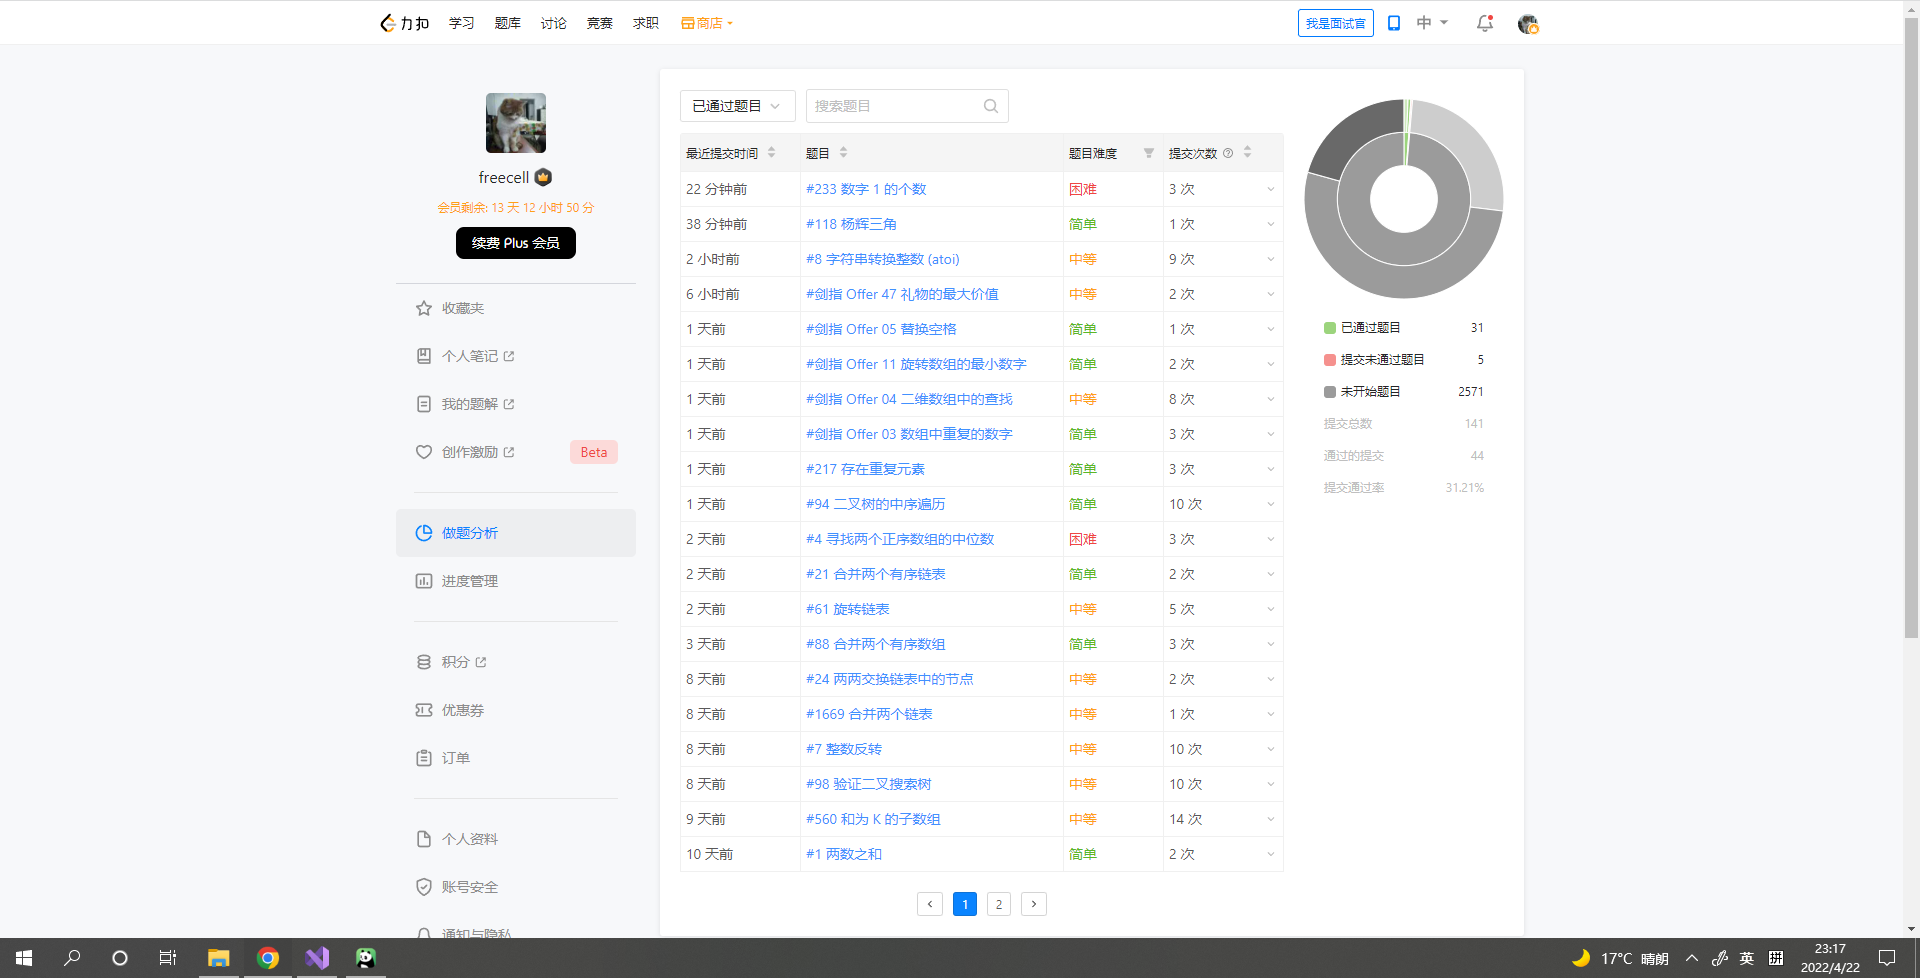 力扣 学习 题库 讨论 竞赛 求职 商店 我是面试官 中
freecell
会员剩余: 13 天 12 小时 50 分
续费 Plus 会员
收藏夹
个人笔记
我的题解
创作激励 Beta
做题分析
进度管理
积分
优惠券
订单
个人资料
账号安全
通知与隐私
已通过题目 搜索题目
最近提交时间 题目 题目难度 提交次数
22 分钟前 #233 数字 1 的个数 困难 3 次
38 分钟前 #118 杨辉三角 简单 1 次
2 小时前 #8 字符串转换整数 (atoi) 中等 9 次
6 小时前 #剑指 Offer 47 礼物的最大价值 中等 2 次
1 天前 #剑指 Offer 05 替换空格 简单 1 次
1 天前 #剑指 Offer 11 旋转数组的最小数字 简单 2 次
1 天前 #剑指 Offer 04 二维数组中的查找 中等 8 次
1 天前 #剑指 Offer 03 数组中重复的数字 简单 3 次
1 天前 #217 存在重复元素 简单 3 次
1 天前 #94 二叉树的中序遍历 简单 10 次
2 天前 #4 寻找两个正序数组的中位数 困难 3 次
2 天前 #21 合并两个有序链表 简单 2 次
2 天前 #61 旋转链表 中等 5 次
3 天前 #88 合并两个有序数组 简单 3 次
8 天前 #24 两两交换链表中的节点 中等 2 次
8 天前 #1669 合并两个链表 中等 1 次
8 天前 #7 整数反转 中等 10 次
8 天前 #98 验证二叉搜索树 中等 10 次
9 天前 #560 和为 K 的子数组 中等 14 次
10 天前 #1 两数之和 简单 2 次
1 2
已通过题目 31
提交未通过题目 5
未开始题目 2571
提交总数 141
通过的提交 44
提交通过率 31.21%
17°C 晴朗 英 拼
23:17
2022/4/22